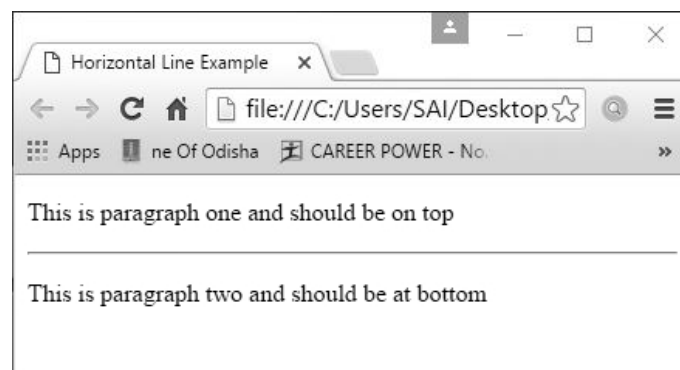 Horizontal Line Example
file:///C:/Users/SAI/Desktop
Apps ne Of Odisha CAREER POWER - No.
This is paragraph one and should be on top
This is paragraph two and should be at bottom